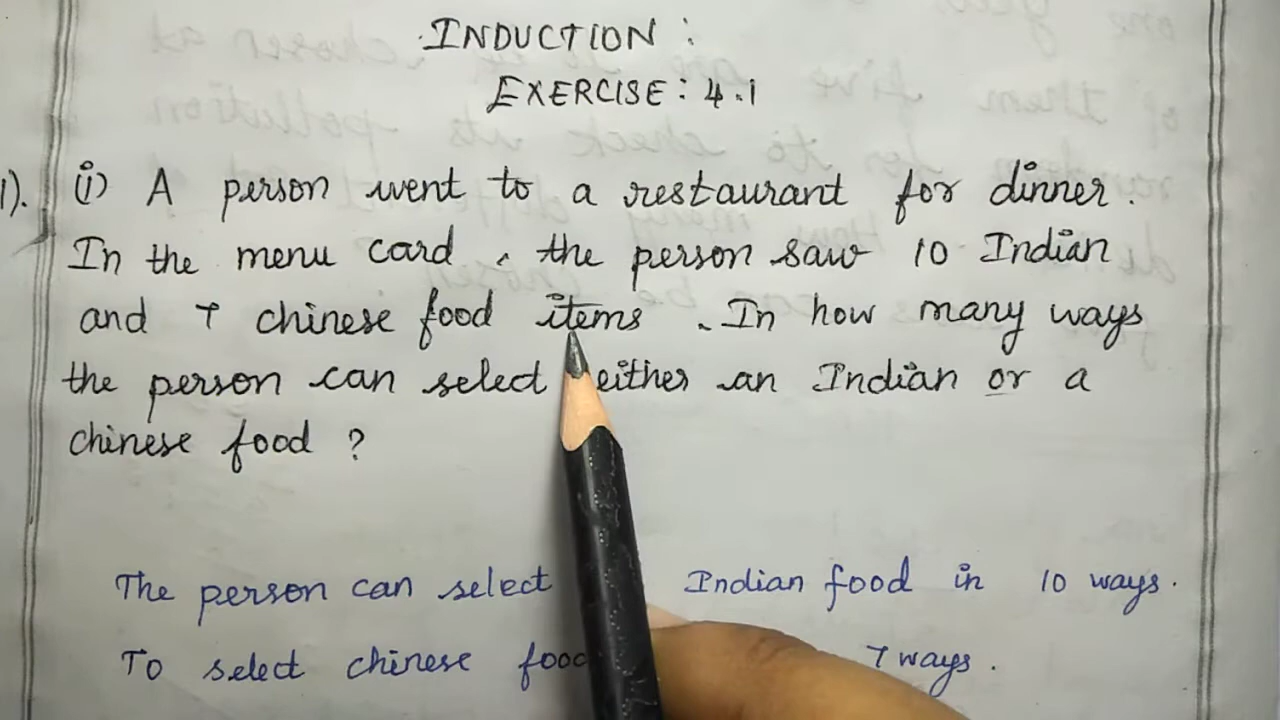 INDUCTION :
EXERCISE : 4.1
1). (i) A person went to a restaurant for dinner.
In the menu card , the person saw 10 Indian
and 7 chinese food items . In how many ways
the person can select either an Indian or a
chinese food ?
The person can select Indian food in 10 ways.
To select chinese 7 ways .